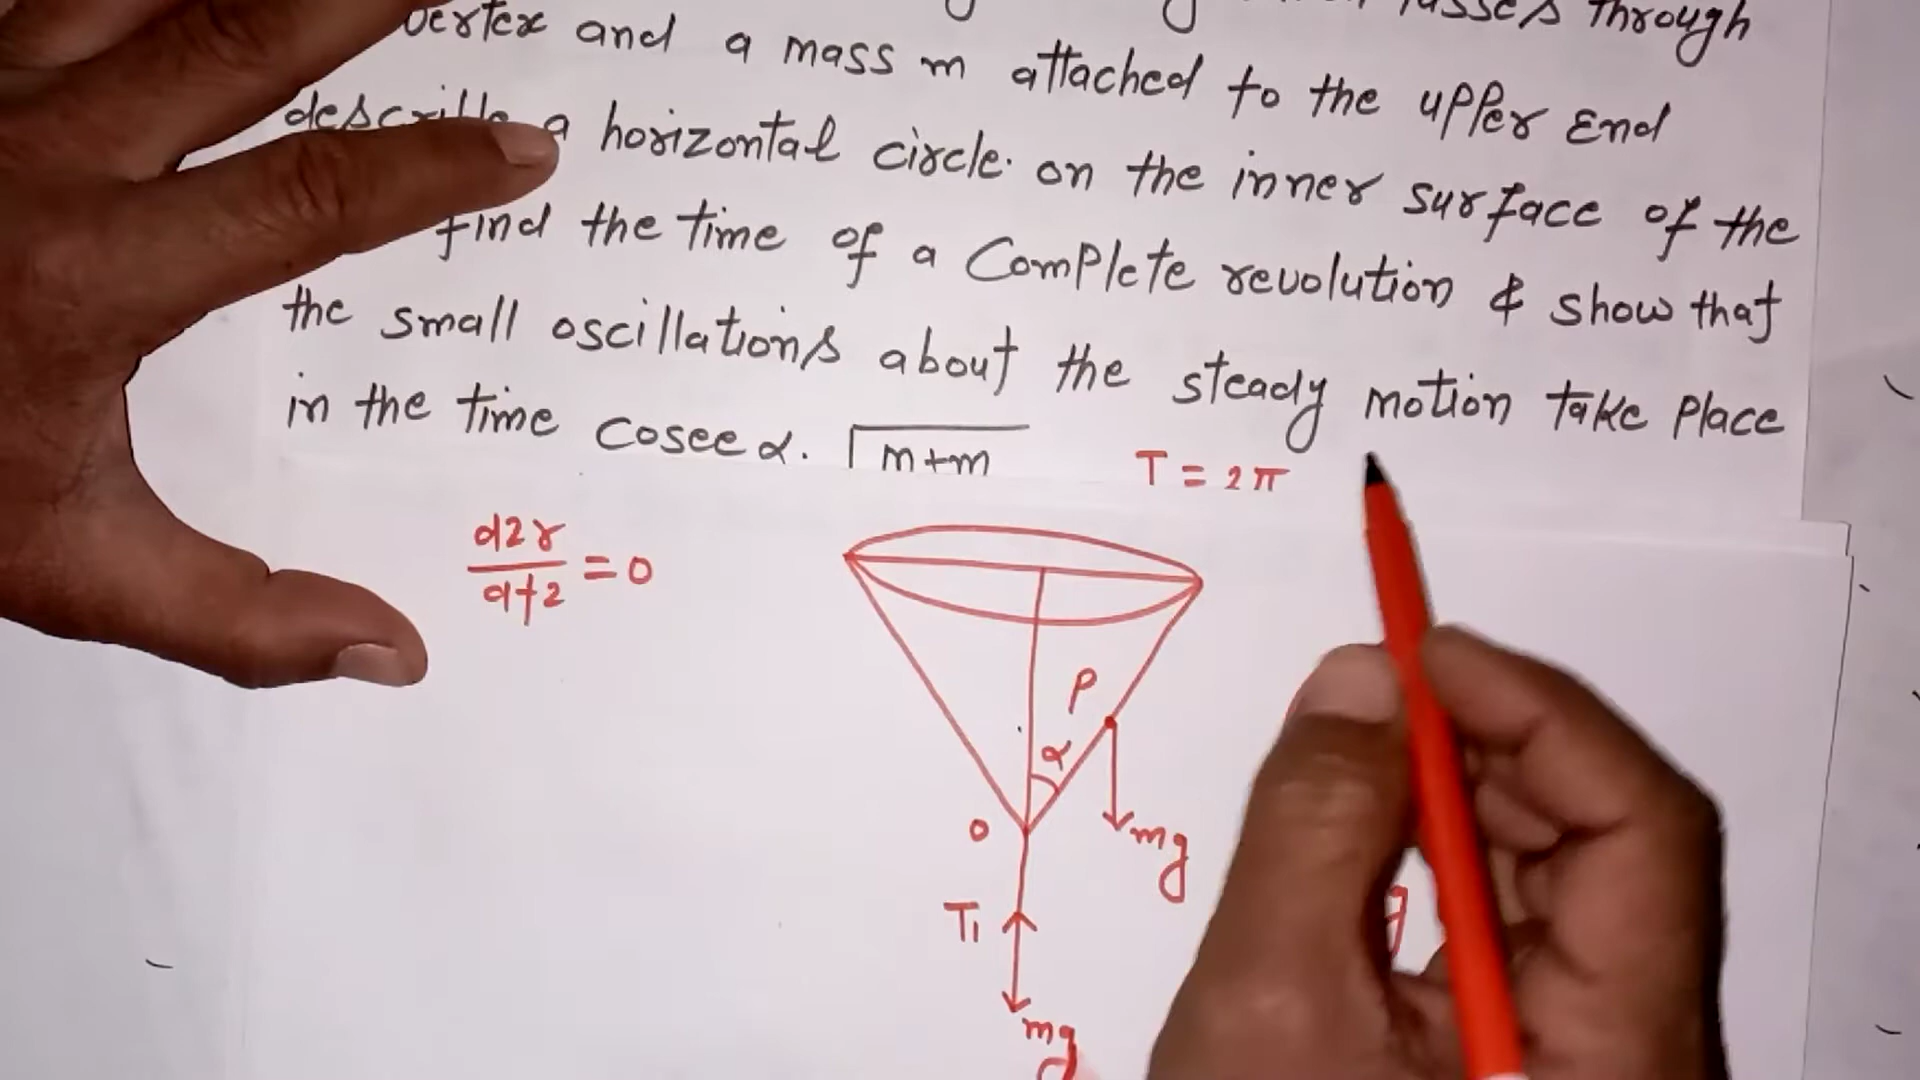 vertex and a mass m attached to the upper End
a horizontal circle. on the inner surface of the
find the time of a complete revolution & show that
the small oscillations about the steady motion take place
in the time cosec α. √m+m
T = 2π
d2r
dt2 = 0
P
α
O
mg
T1
mg